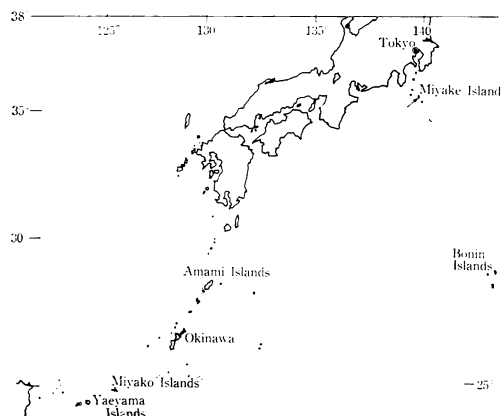 38°
125°
130°
135°
140
Tokyo
Miyake Island
35°
30
Bonin
Islands
Amami Islands
Okinawa
Miyako Islands
25°
Yaeyama
Islands